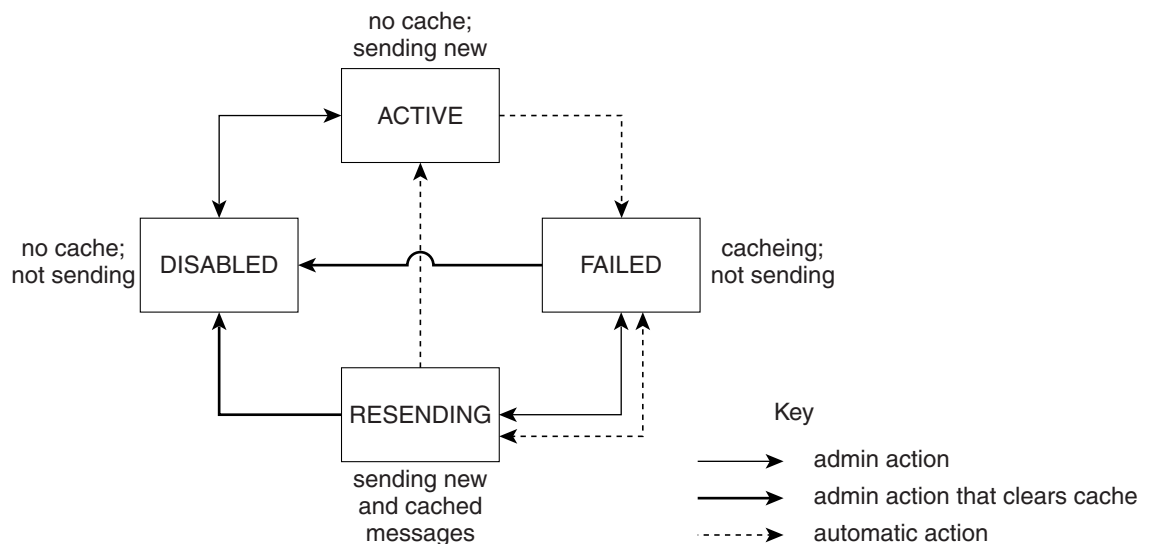 no cache;
sending new
ACTIVE
no cache;
not sending
DISABLED
FAILED
cacheing;
not sending
RESENDING
sending new
and cached
messages
Key
admin action
admin action that clears cache
automatic action